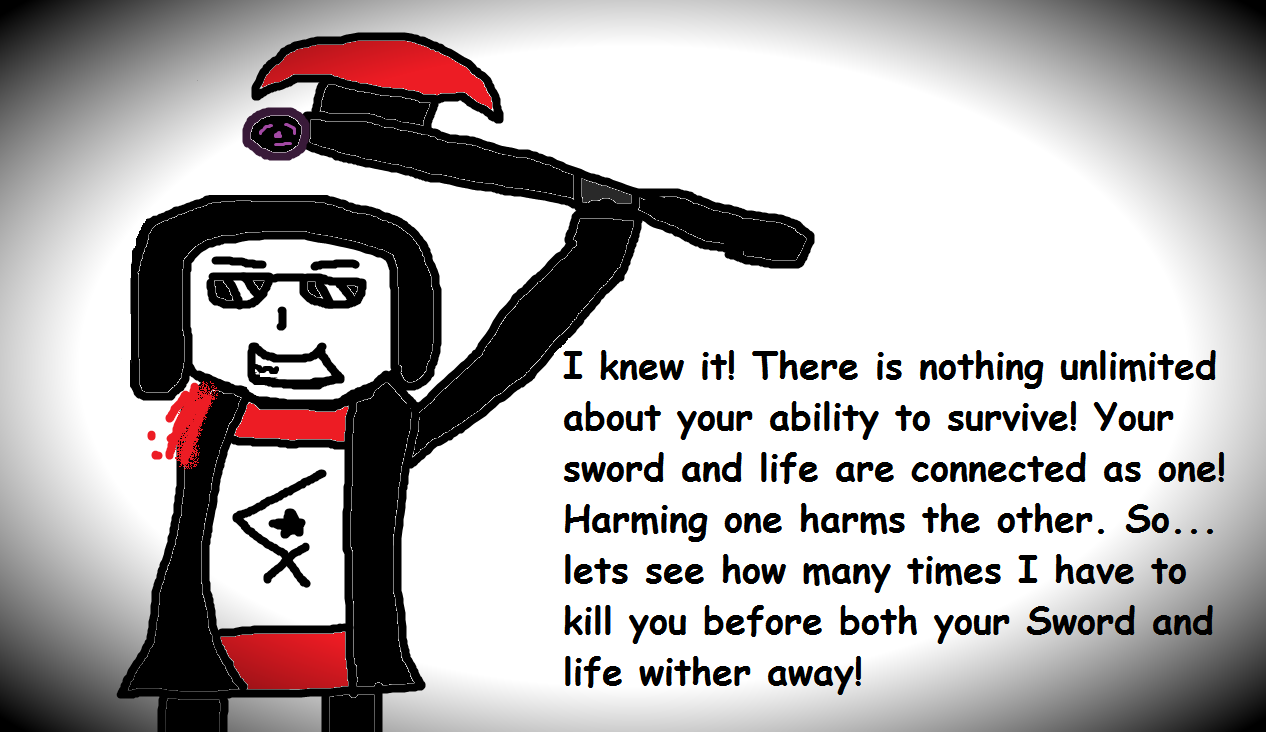 I knew it! There is nothing unlimited
about your ability to survive! Your
sword and life are connected as one!
Harming one harms the other. So...
lets see how many times I have to
kill you before both your Sword and
life wither away!